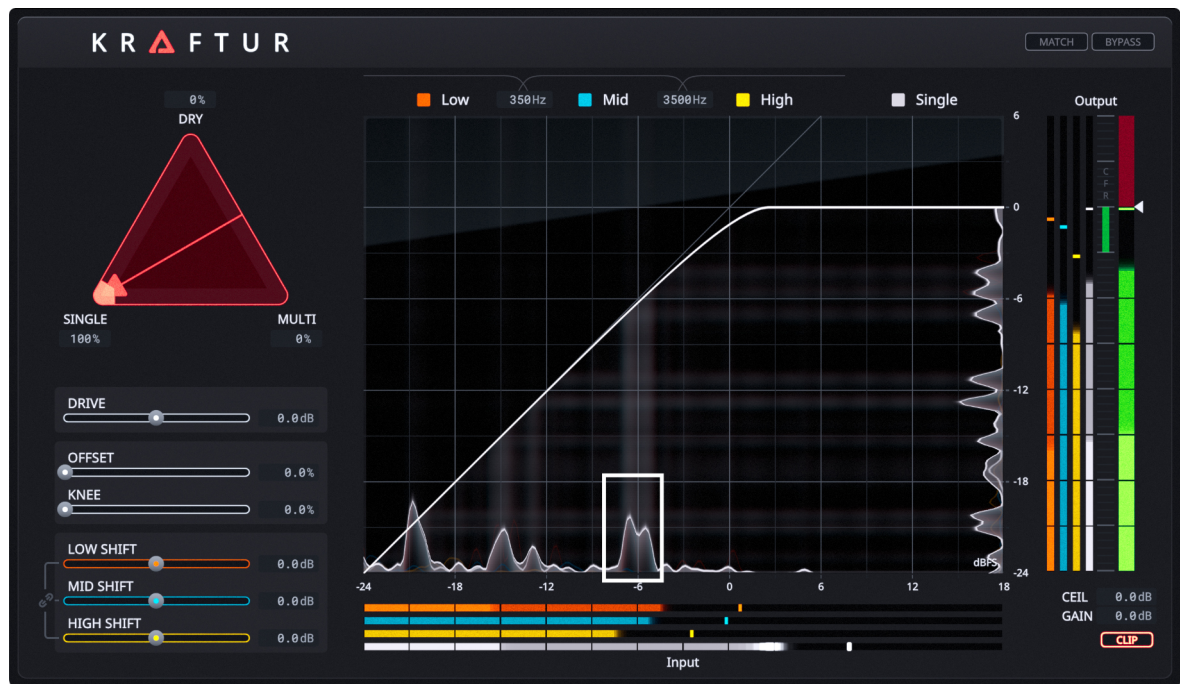 KRAFTUR
MATCH BYPASS
0%
DRY
SINGLE MULTI
100% 0%
Low 350Hz Mid 3500Hz High Single Output
DRIVE
0.0dB
OFFSET
0.0%
KNEE
0.0%
LOW SHIFT
0.0dB
MID SHIFT
0.0dB
HIGH SHIFT
0.0dB
6
0
-6
-12
-18
-24
dBFS
-24 -18 -12 -6 0 6 12 18
Input
C
F
R
CEIL 0.0dB
GAIN 0.0dB
CLIP